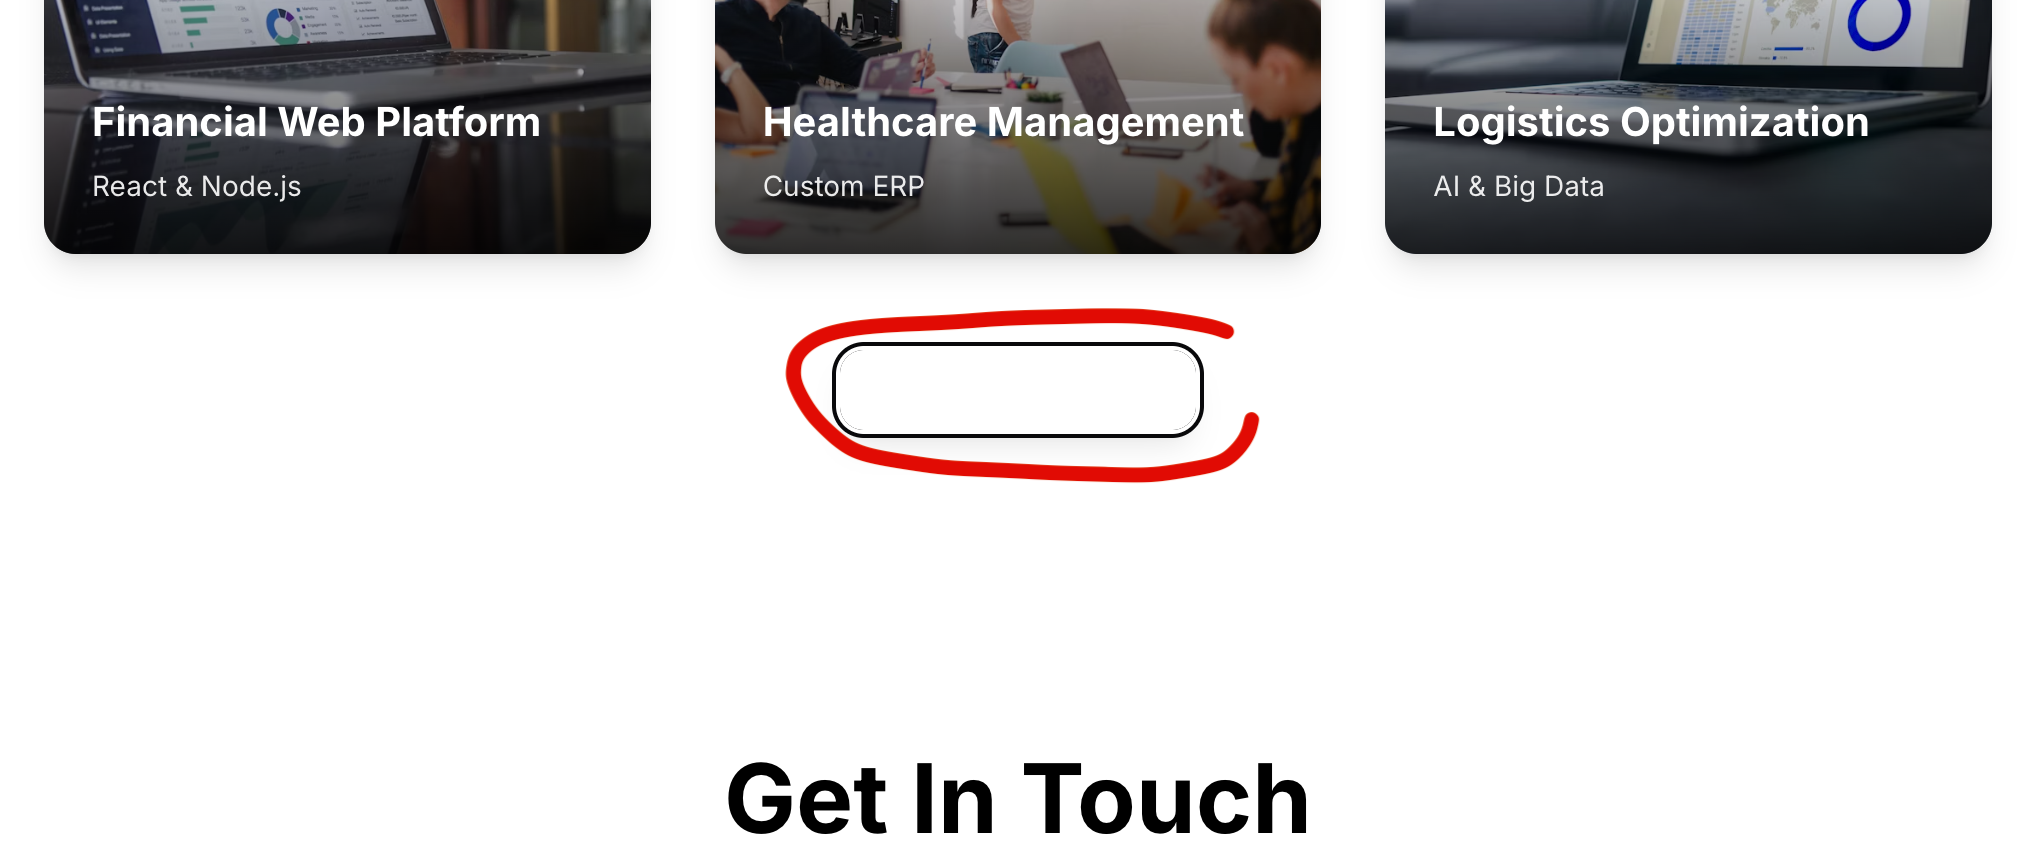 Financial Web Platform
React & Node.js
Healthcare Management
Custom ERP
Logistics Optimization
AI & Big Data
Get In Touch